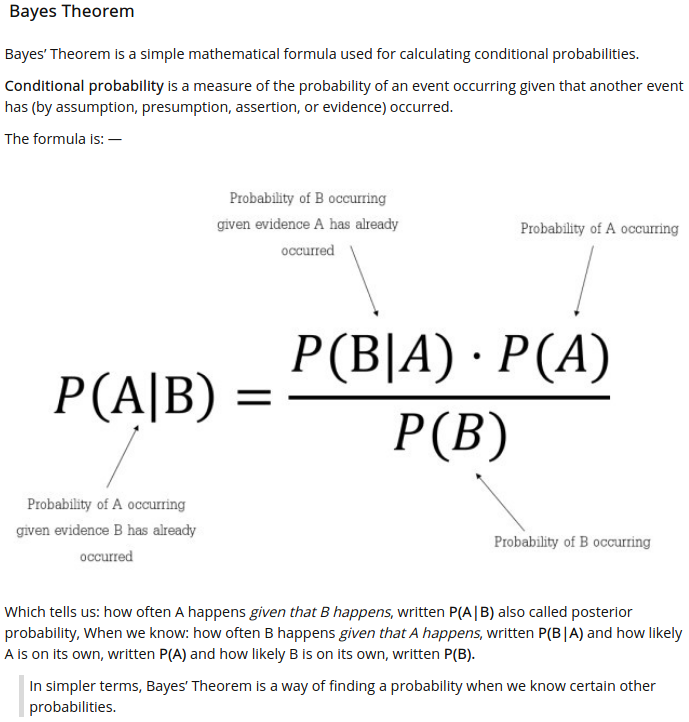 Bayes Theorem
Bayes’ Theorem is a simple mathematical formula used for calculating conditional probabilities.
Conditional probability is a measure of the probability of an event occurring given that another event
has (by assumption, presumption, assertion, or evidence) occurred.
The formula is: —
Probability of B occurring
given evidence A has already
occurred
Probability of A occurring
P(B|A) · P(A)
P(A|B) =
P(B)
Probability of A occurring
given evidence B has already
occurred
Probability of B occurring
Which tells us: how often A happens given that B happens, written P(A|B) also called posterior
probability, When we know: how often B happens given that A happens, written P(B|A) and how likely
A is on its own, written P(A) and how likely B is on its own, written P(B).
In simpler terms, Bayes’ Theorem is a way of finding a probability when we know certain other
probabilities.